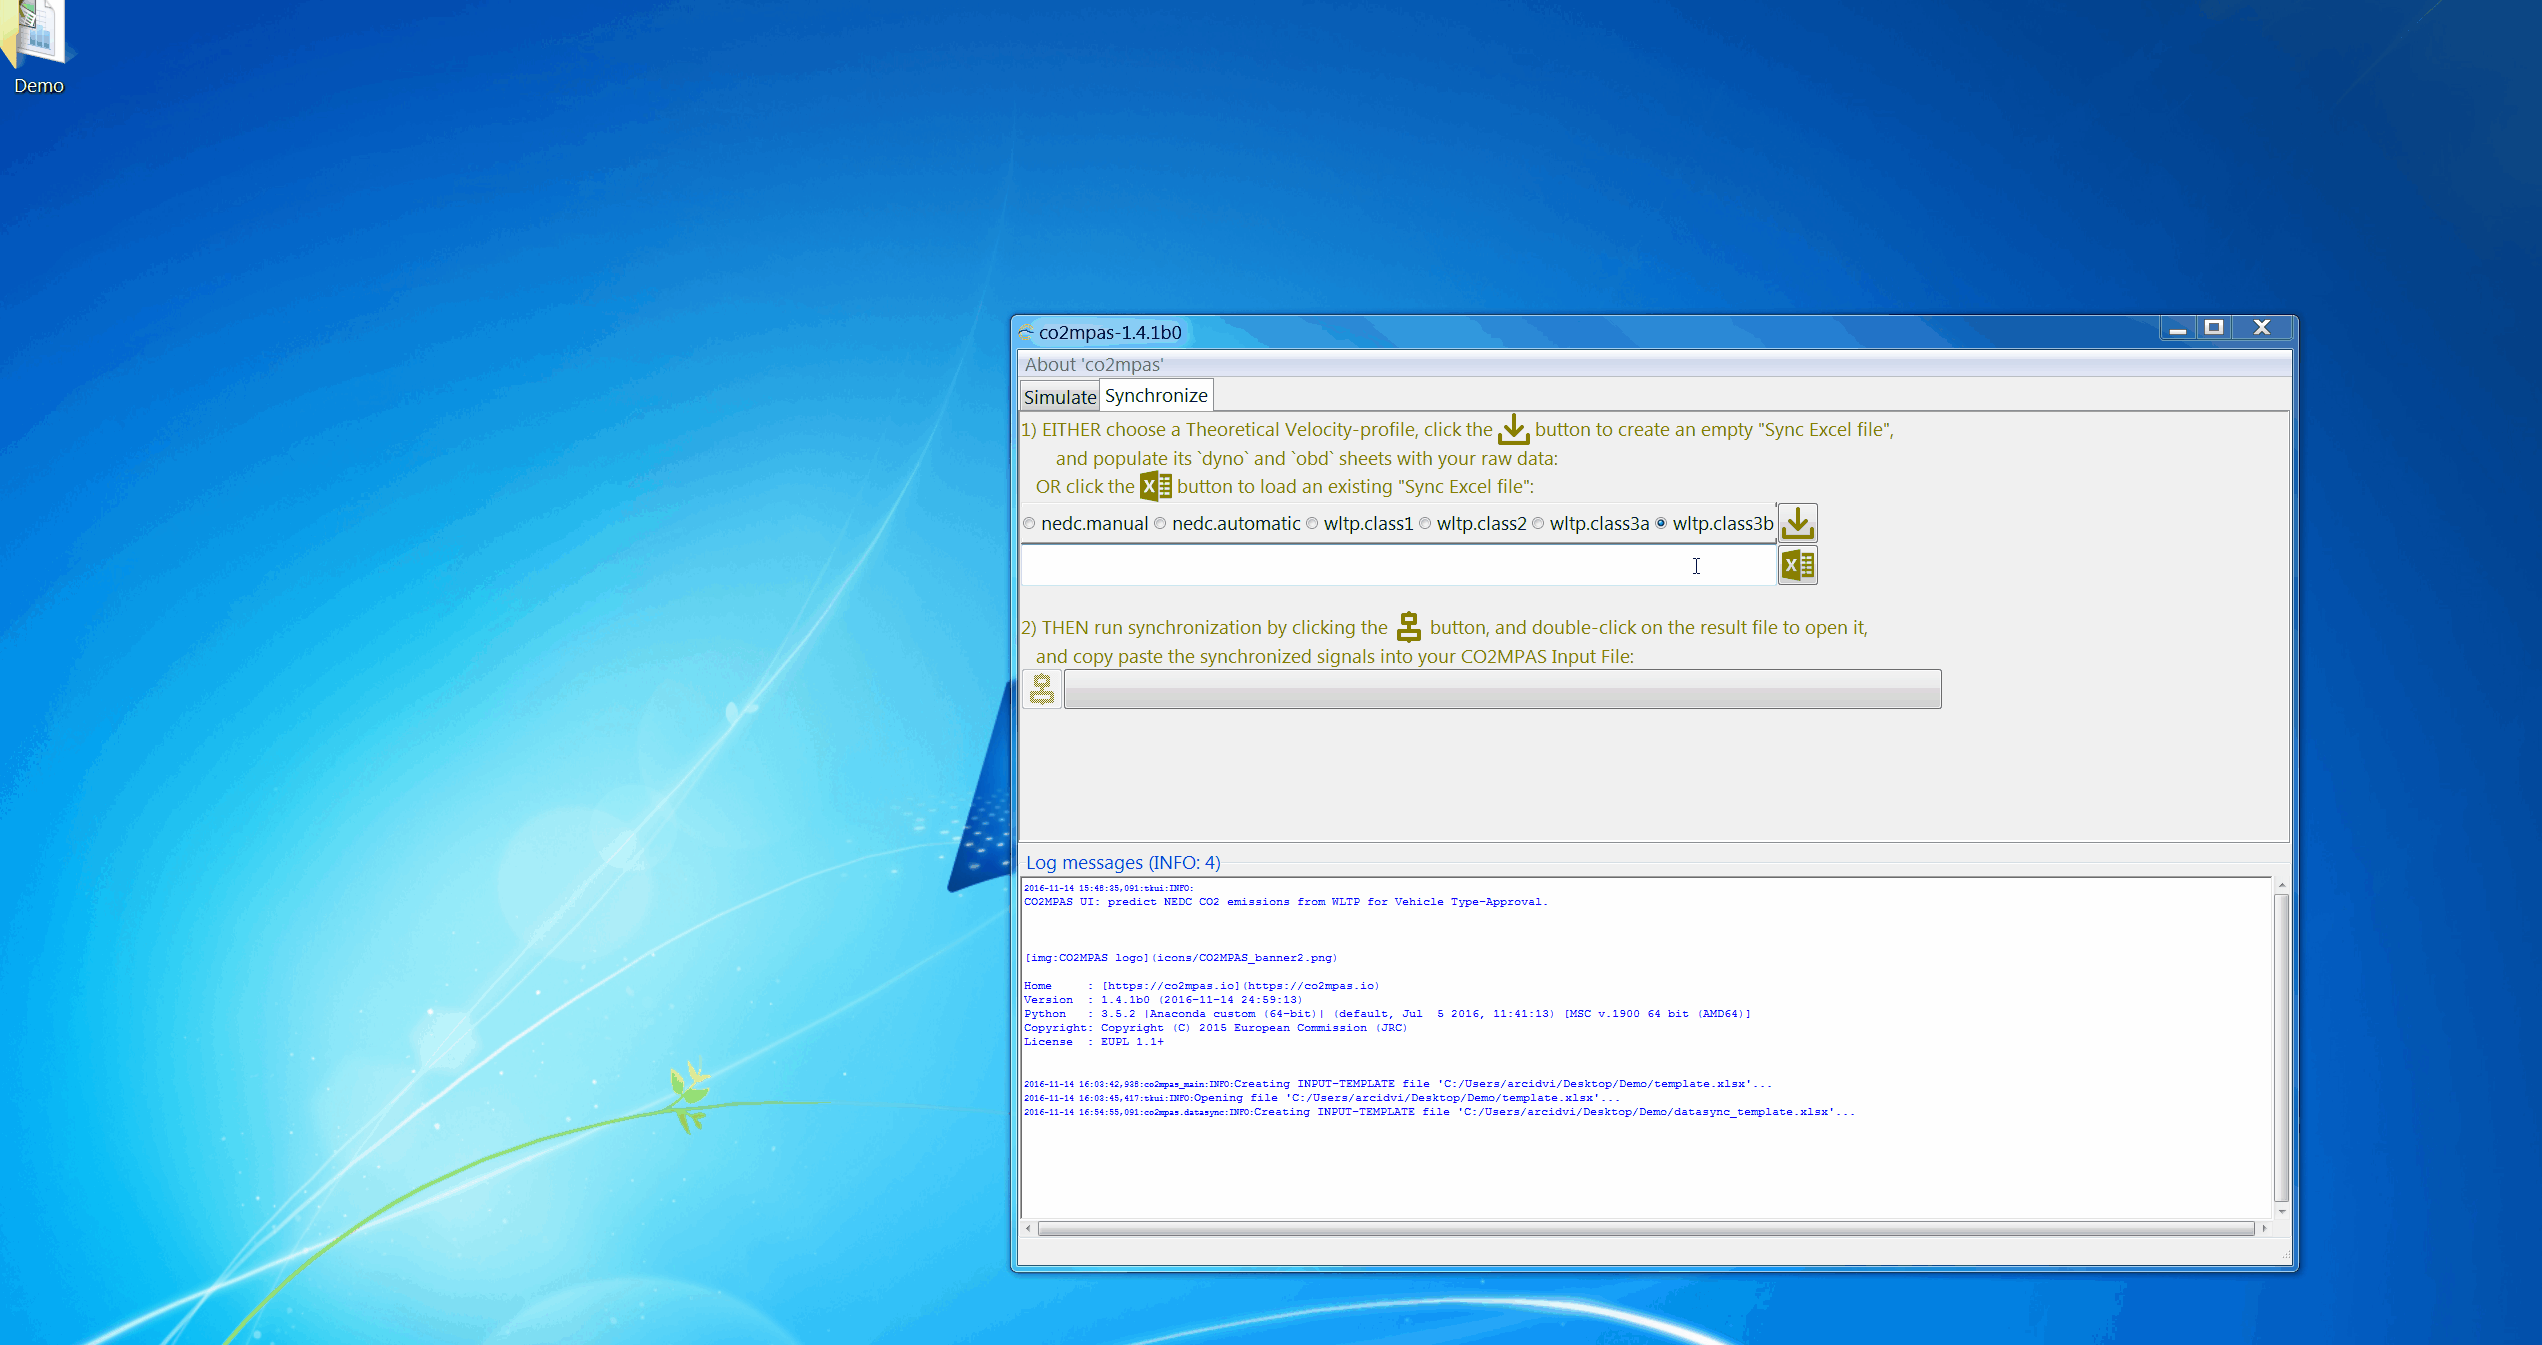 Demo
co2mpas-1.4.1b0
About 'co2mpas'
Simulate Synchronize
1) EITHER choose a Theoretical Velocity-profile, click the button to create an empty "Sync Excel file",
and populate its `dyno` and `obd` sheets with your raw data:
OR click the button to load an existing "Sync Excel file":
nedc.manual nedc.automatic wltp.class1 wltp.class2 wltp.class3a wltp.class3b
2) THEN run synchronization by clicking the button, and double-click on the result file to open it,
and copy paste the synchronized signals into your CO2MPAS Input File:
Log messages (INFO: 4)
2016-11-14 15:48:35,091:tkui:INFO:
CO2MPAS UI: predict NEDC CO2 emissions from WLTP for Vehicle Type-Approval.
[img:CO2MPAS logo](icons/CO2MPAS_banner2.png)
Home : [https://co2mpas.io](https://co2mpas.io)
Version : 1.4.1b0 (2016-11-14 24:59:13)
Python : 3.5.2 |Anaconda custom (64-bit)| (default, Jul 5 2016, 11:41:13) [MSC v.1900 64 bit (AMD64)]
Copyright: Copyright (C) 2015 European Commission (JRC)
License : EUPL 1.1+
2016-11-14 16:03:42,938:co2mpas_main:INFO:Creating INPUT-TEMPLATE file 'C:/Users/arcidvi/Desktop/Demo/template.xlsx'...
2016-11-14 16:03:45,417:tkui:INFO:Opening file 'C:/Users/arcidvi/Desktop/Demo/template.xlsx'...
2016-11-14 16:54:55,091:co2mpas.datasync:INFO:Creating INPUT-TEMPLATE file 'C:/Users/arcidvi/Desktop/Demo/datasync_template.xlsx'...